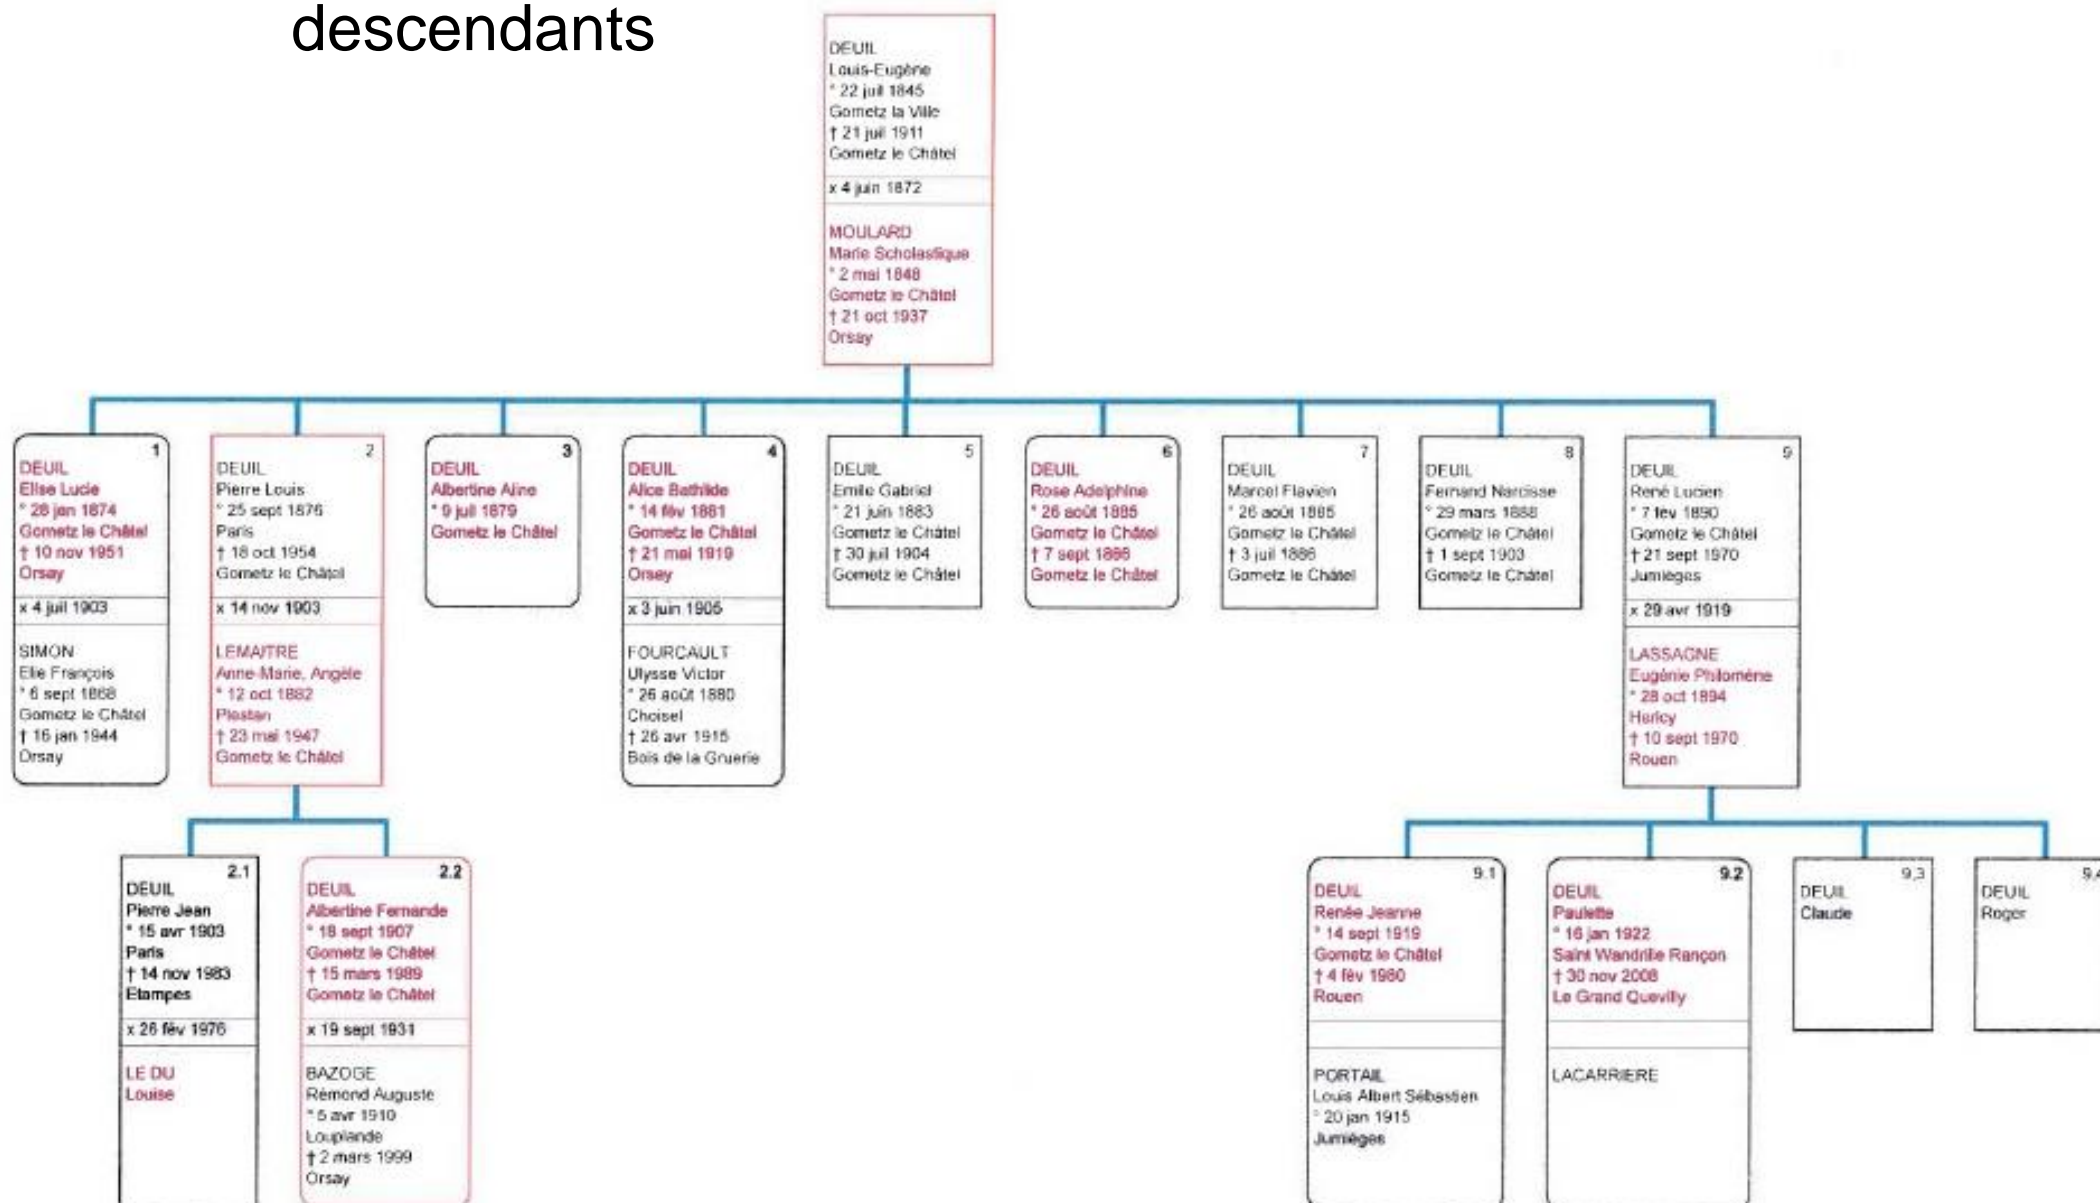 descendants
DEUIL
Louis-Eugène
° 22 juil 1845
Gometz la Ville
† 21 juil 1911
Gometz le Châtel
x 4 juin 1872
MOULARD
Marie Scholastique
° 2 mai 1848
Gometz le Châtel
† 21 oct 1937
Orsay
1
DEUIL
Elise Lucie
° 28 jan 1874
Gometz le Châtel
† 10 nov 1951
Orsay
x 4 juil 1903
SIMON
Elie François
° 6 sept 1868
Gometz le Châtel
† 16 jan 1944
Orsay
2
DEUIL
Pierre Louis
° 25 sept 1876
Paris
† 18 oct 1954
Gometz le Châtel
x 14 nov 1903
LEMAITRE
Anne-Marie, Angèle
° 12 oct 1882
Plestan
† 23 mai 1947
Gometz le Châtel
3
DEUIL
Albertine Aline
° 9 juil 1879
Gometz le Châtel
4
DEUIL
Alice Bathilde
° 14 fév 1881
Gometz le Châtel
† 21 mai 1919
Orsay
x 3 juin 1905
FOURCAULT
Ulysse Victor
° 26 août 1880
Choisel
† 26 avr 1915
Bois de la Gruerie
5
DEUIL
Emile Gabriel
° 21 juin 1883
Gometz le Châtel
† 30 juil 1904
Gometz le Châtel
6
DEUIL
Rose Adelphine
° 26 août 1885
Gometz le Châtel
† 7 sept 1886
Gometz le Châtel
7
DEUIL
Marcel Flavien
° 26 août 1885
Gometz le Châtel
† 3 juil 1886
Gometz le Châtel
8
DEUIL
Fernand Narcisse
° 29 mars 1888
Gometz le Châtel
† 1 sept 1903
Gometz le Châtel
9
DEUIL
René Lucien
° 7 fév 1890
Gometz le Châtel
† 21 sept 1970
Jumièges
x 29 avr 1919
LASSAGNE
Eugénie Philomène
° 28 oct 1894
Hericy
† 10 sept 1970
Rouen
2.1
DEUIL
Pierre Jean
° 15 avr 1903
Paris
† 14 nov 1983
Etampes
x 26 fév 1976
LE DU
Louise
2.2
DEUIL
Albertine Fernande
° 18 sept 1907
Gometz le Châtel
† 15 mars 1989
Gometz le Châtel
x 19 sept 1931
BAZOGE
Rémond Auguste
° 5 avr 1910
Louplande
† 2 mars 1999
Orsay
9.1
DEUIL
Renée Jeanne
° 14 sept 1919
Gometz le Châtel
† 4 fév 1980
Rouen
PORTAIL
Louis Albert Sébastien
° 20 jan 1915
Jumièges
9.2
DEUIL
Paulette
° 16 jan 1922
Saint Wandrille Rançon
† 30 nov 2008
Le Grand Quevilly
LACARRIERE
9.3
DEUIL
Claude
9.4
DEUIL
Roger